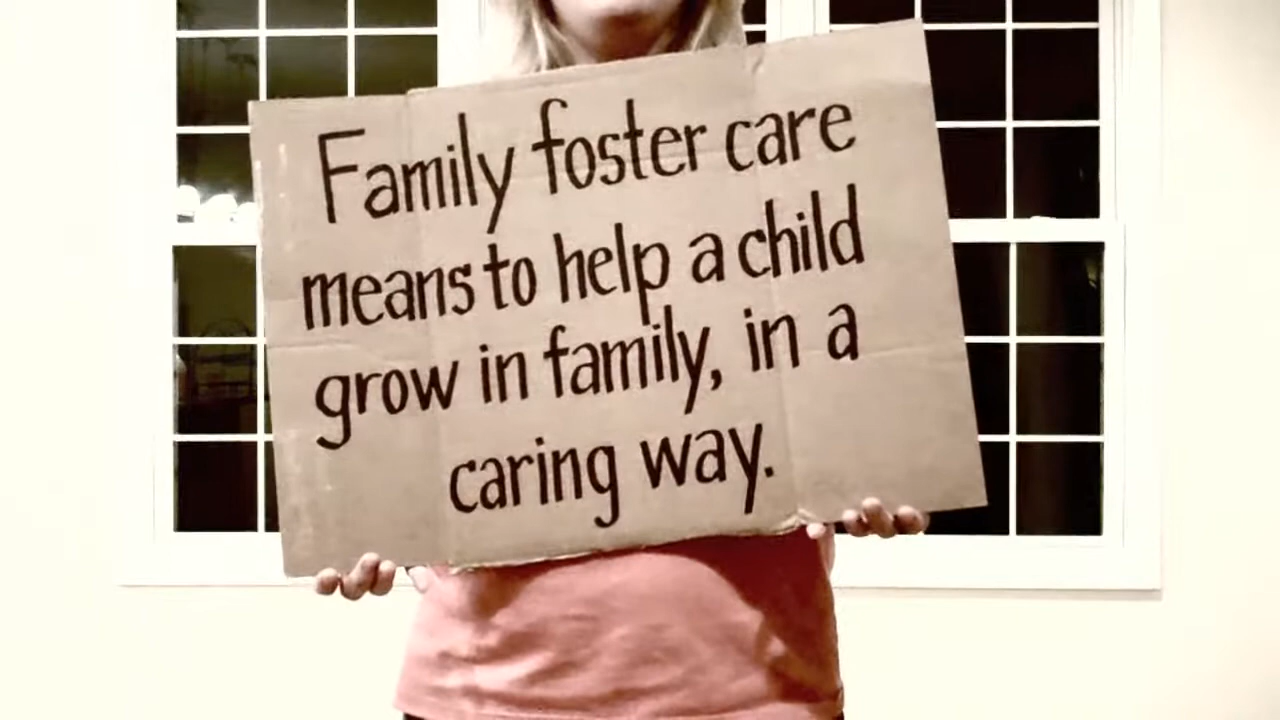 Family foster care
means to help a child
grow in family, in a
caring way.